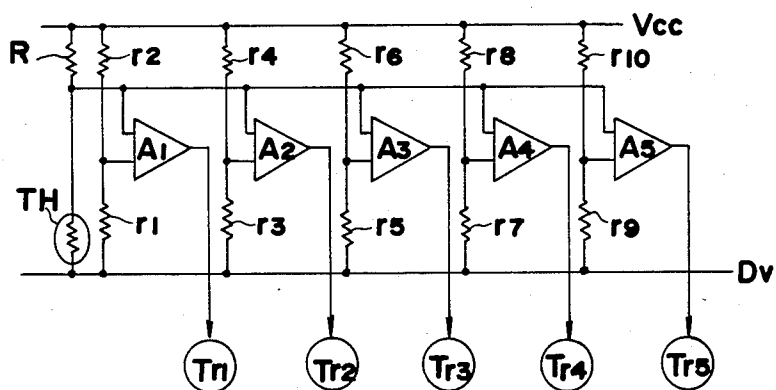 Vcc
R r2 r4 r6 r8 r10
A1 A2 A3 A4 A5
TH r1 r3 r5 r7 r9
Dv
Tr1 Tr2 Tr3 Tr4 Tr5